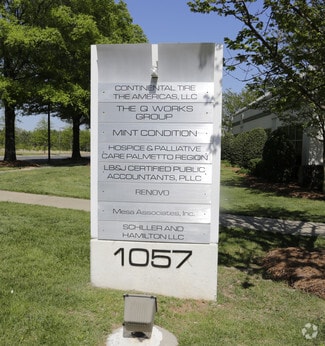 CONTINENTAL TIRE
THE AMERICAS, LLC
THE Q WORKS
GROUP
MINT CONDITION
HOSPICE & PALLIATIVE
CARE PALMETTO REGION
LB&J CERTIFIED PUBLIC
ACCOUNTANTS, PLLC
RENOVO
Mesa Associates, Inc.
SCHILLER AND
HAMILTON LLC
1057